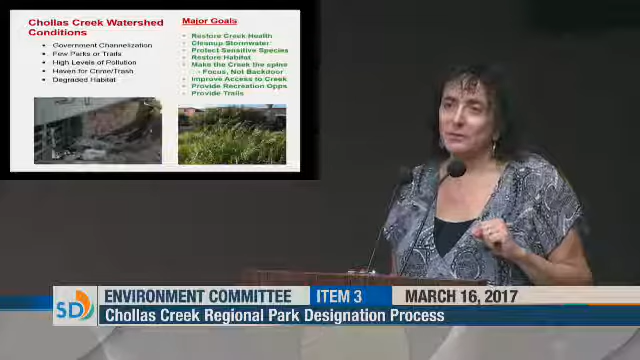 Chollas Creek Watershed
Conditions
• Government Channelization
• Few Parks or Trails
• High Levels of Pollution
• Haven for Crime/Trash
• Degraded Habitat
Major Goals
• Restore Creek Health
• Cleanup Stormwater
• Protect Sensitive Species
• Restore Habitat
• Make the Creek the spine
– Focus, Not Backdoor
• Improve Access to Creek
• Provide Recreation Opps
• Provide Trails
SD
ENVIRONMENT COMMITTEE
ITEM 3
MARCH 16, 2017
Chollas Creek Regional Park Designation Process